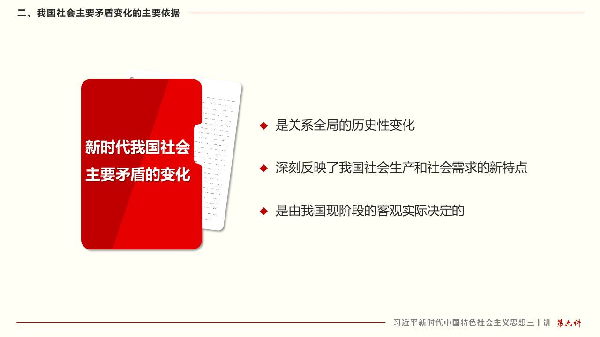 二、我国社会主要矛盾变化的主要依据
新时代我国社会
主要矛盾的变化
是关系全局的历史性变化
深刻反映了我国社会生产和社会需求的新特点
是由我国现阶段的客观实际决定的
习近平新时代中国特色社会主义思想三十讲 第六讲